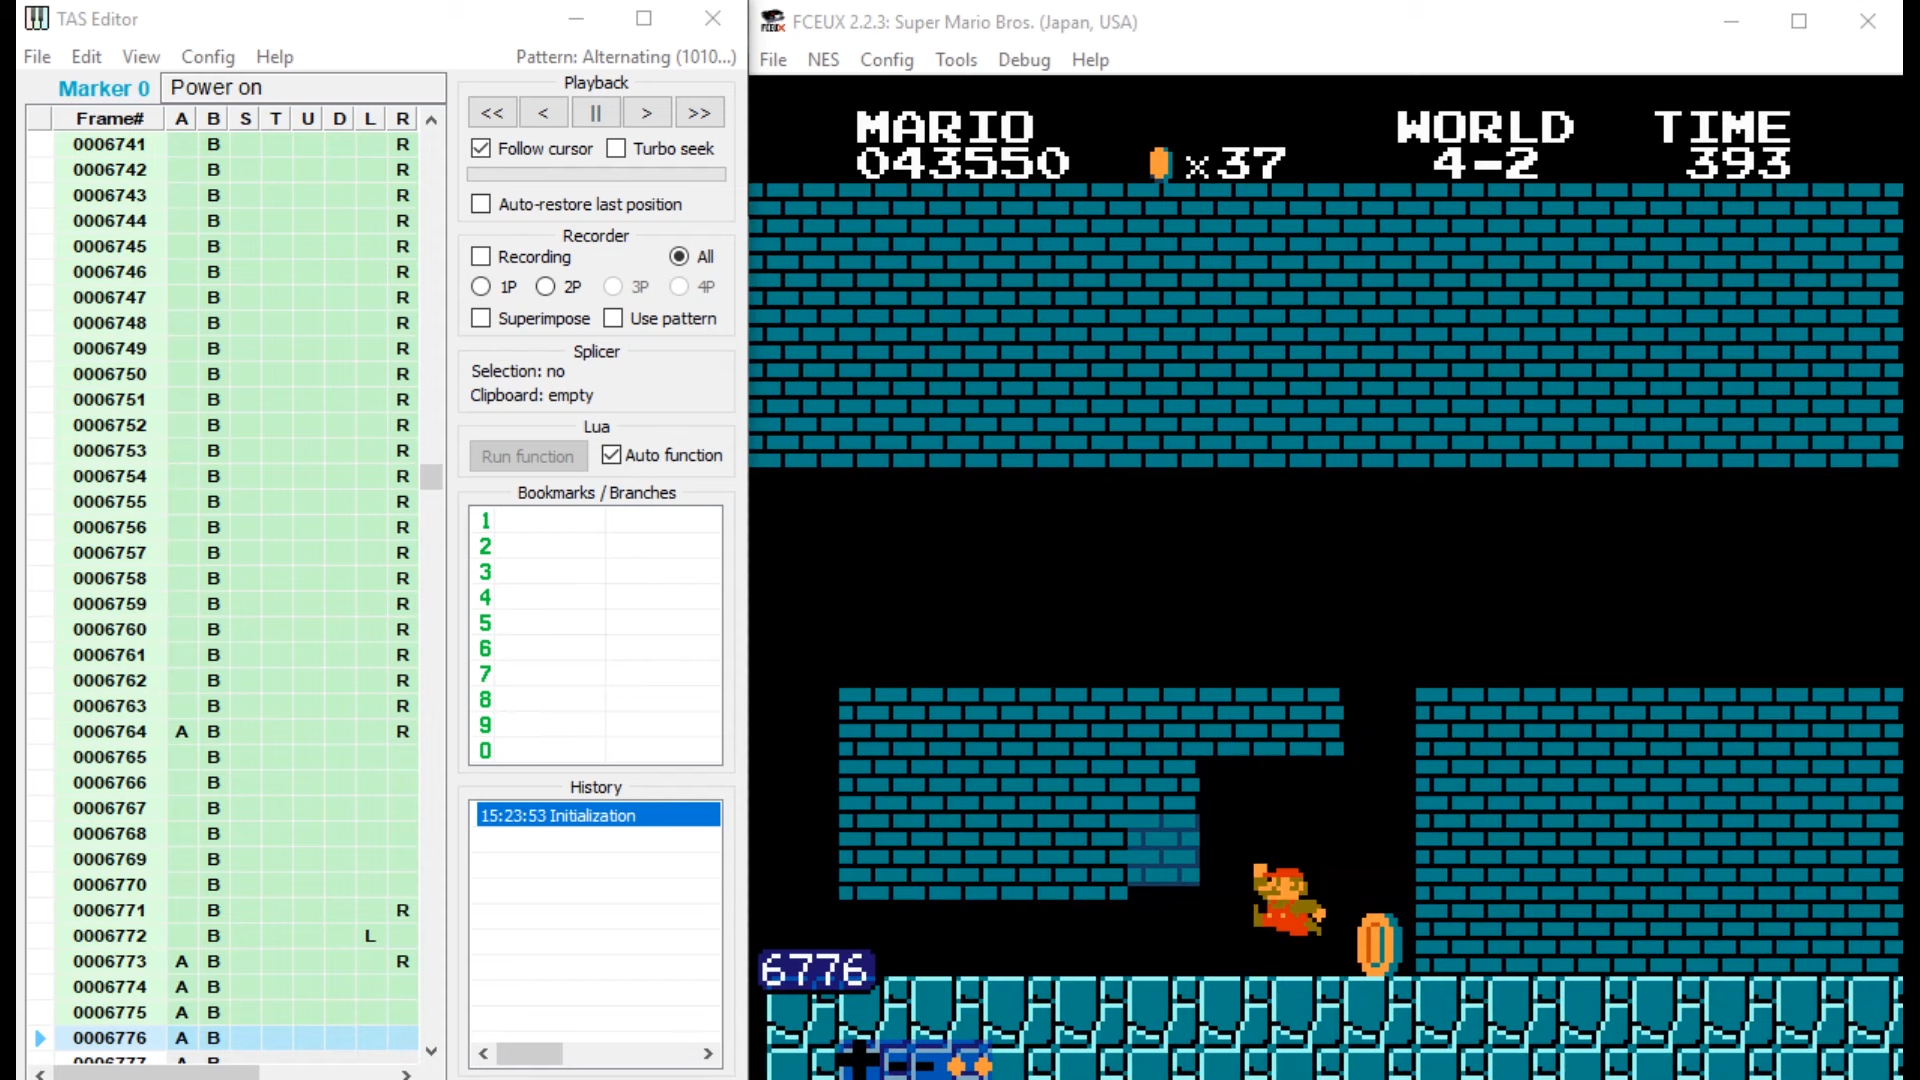 TAS Editor
File Edit View Config Help Pattern: Alternating (1010...)
Marker 0 Power on
Frame# A B S T U D L R
0006741 B R
0006742 B R
0006743 B R
0006744 B R
0006745 B R
0006746 B R
0006747 B R
0006748 B R
0006749 B R
0006750 B R
0006751 B R
0006752 B R
0006753 B R
0006754 B R
0006755 B R
0006756 B R
0006757 B R
0006758 B R
0006759 B R
0006760 B R
0006761 B R
0006762 B R
0006763 B R
0006764 A B R
0006765 B
0006766 B
0006767 B
0006768 B
0006769 B
0006770 B
0006771 B R
0006772 B L
0006773 A B R
0006774 A B
0006775 A B
0006776 A B
0006777 A B
Playback
<< < || > >>
Follow cursor Turbo seek
Auto-restore last position
Recorder
Recording All
1P 2P 3P 4P
Superimpose Use pattern
Splicer
Selection: no
Clipboard: empty
Lua
Run function Auto function
Bookmarks / Branches
1
2
3
4
5
6
7
8
9
0
History
15:23:53 Initialization
FCEUX 2.2.3: Super Mario Bros. (Japan, USA)
File NES Config Tools Debug Help
MARIO WORLD TIME
043550 x37 4-2 393
6776